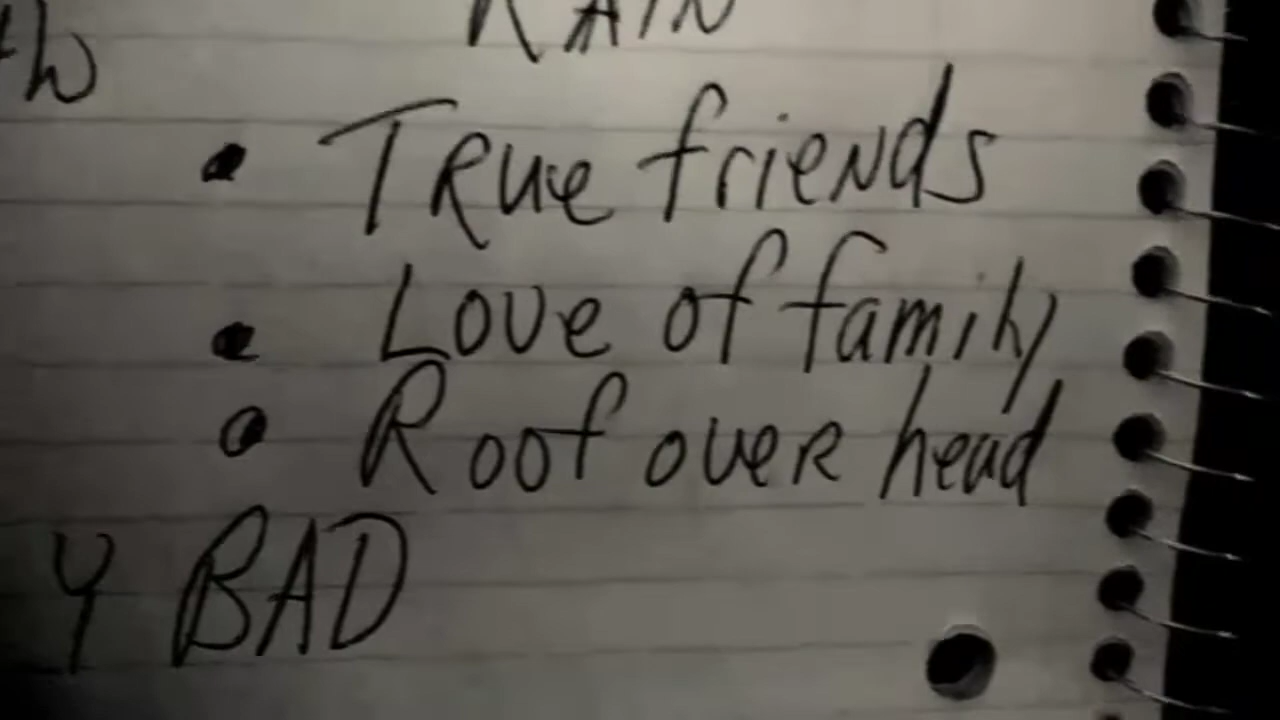 • True friends
• Love of family
• Roof over head
Y BAD